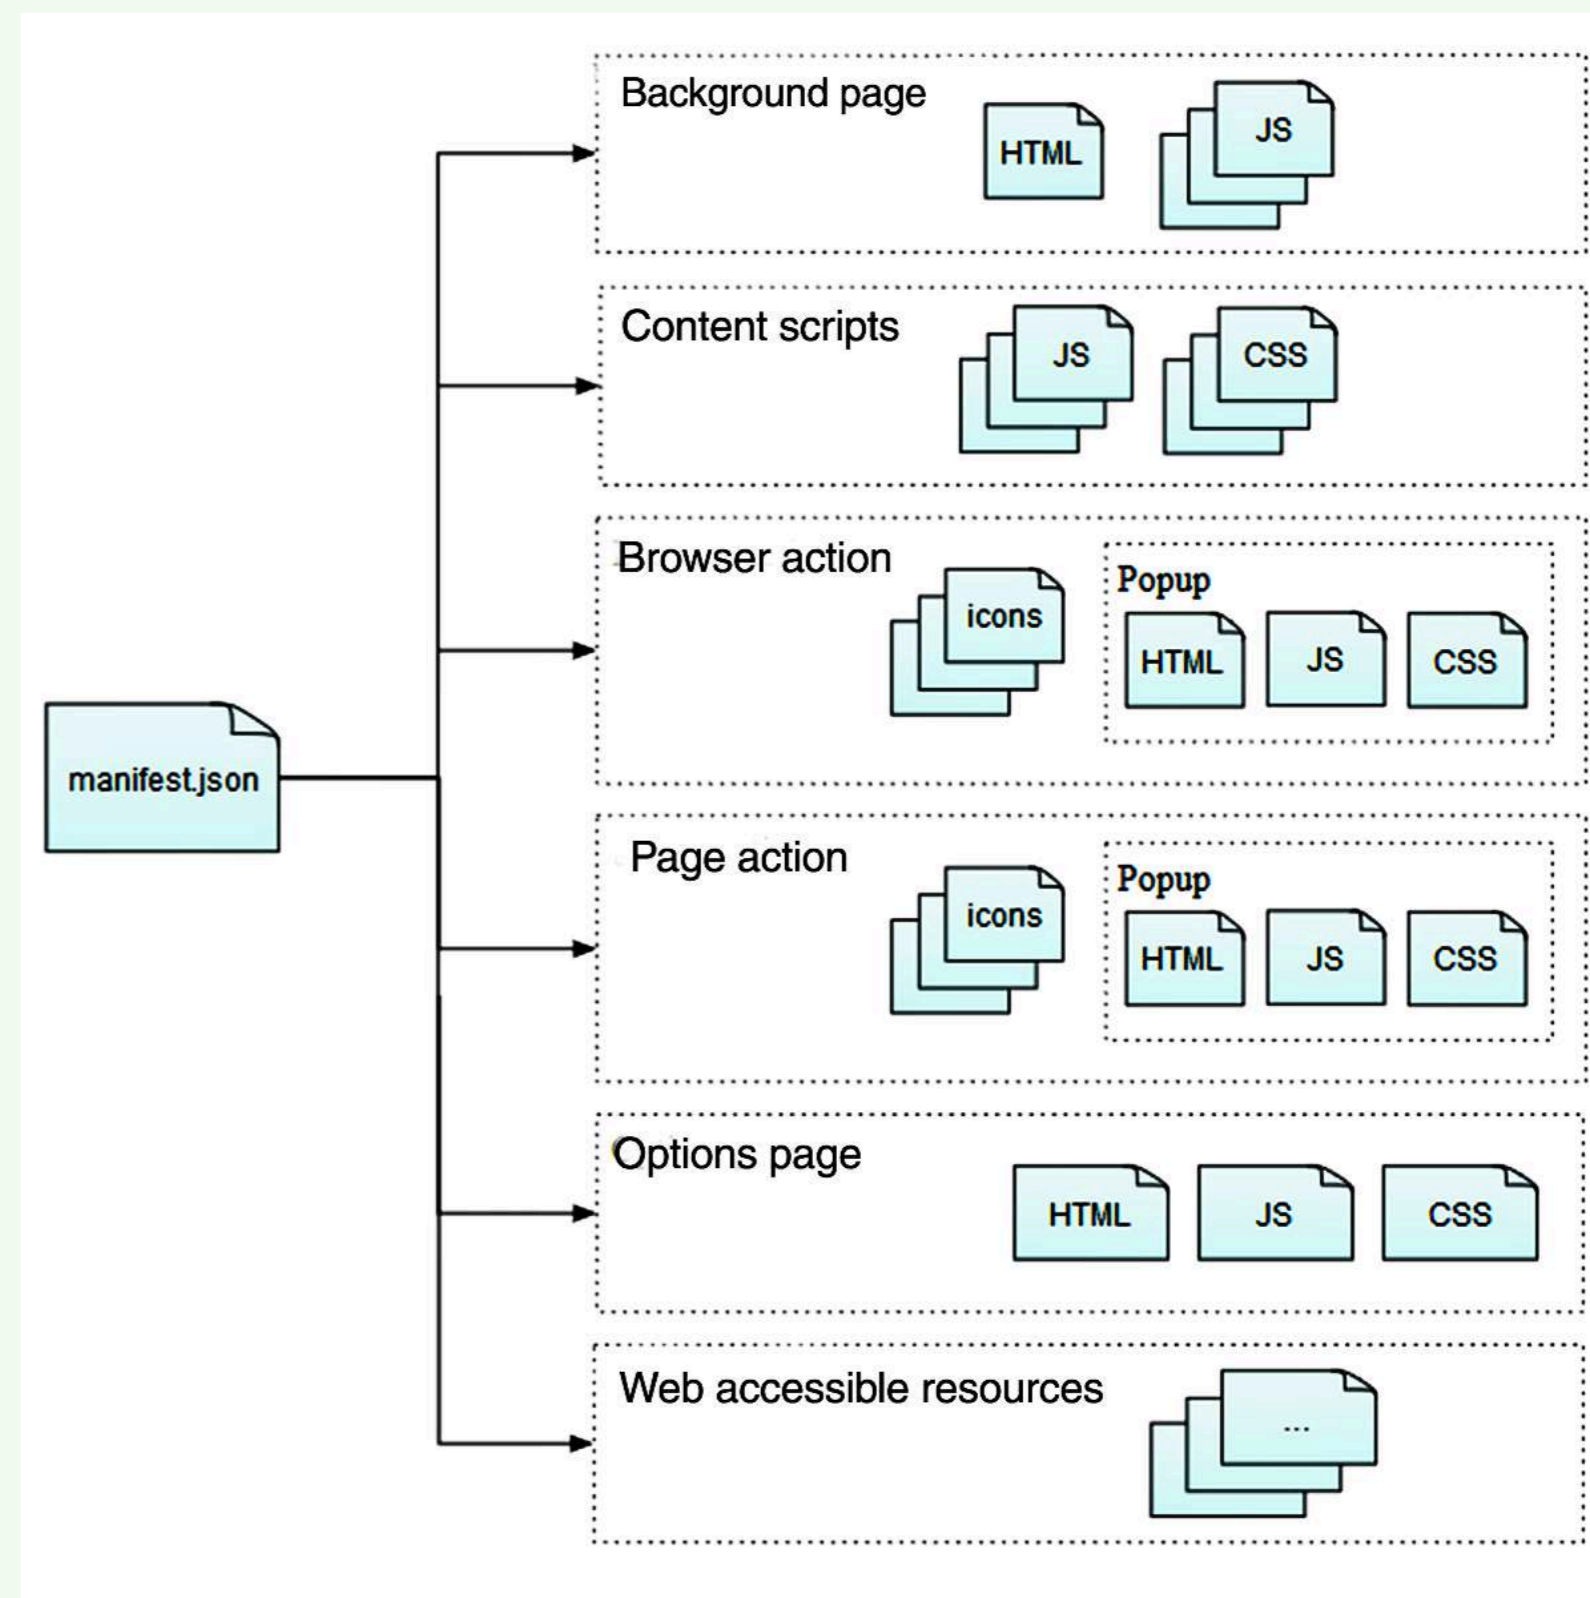 Background page
HTML
JS
Content scripts
JS
CSS
Browser action
icons
Popup
HTML
JS
CSS
manifest.json
Page action
icons
Popup
HTML
JS
CSS
Options page
HTML
JS
CSS
Web accessible resources
...